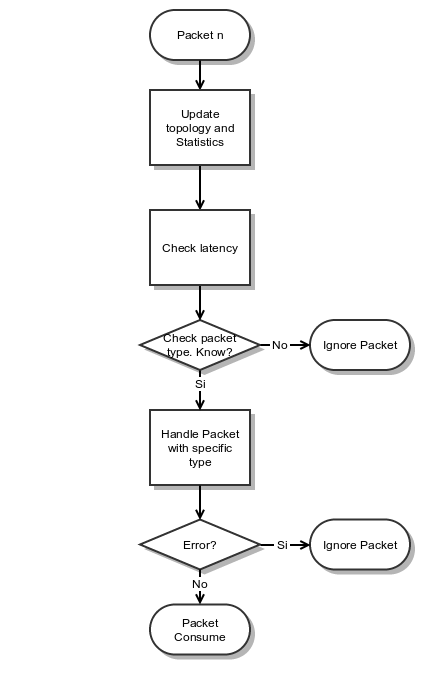 Packet n
Update
topology and
Statistics
Check latency
Check packet
type. Know?
No
Ignore Packet
Si
Handle Packet
with specific
type
Error?
Si
Ignore Packet
No
Packet
Consume